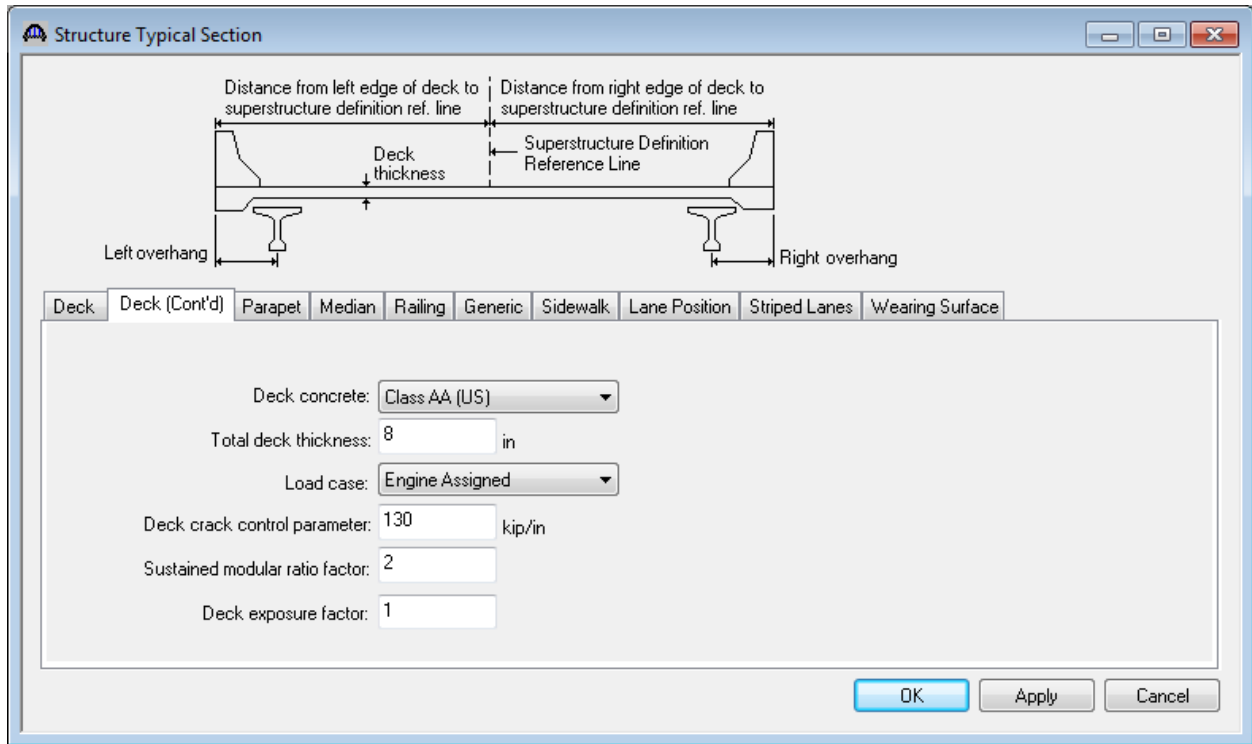 Structure Typical Section
Distance from left edge of deck to
superstructure definition ref. line
Distance from right edge of deck to
superstructure definition ref. line
Deck
thickness
Superstructure Definition
Reference Line
Left overhang
Right overhang
Deck Deck (Cont'd) Parapet Median Railing Generic Sidewalk Lane Position Striped Lanes Wearing Surface
Deck concrete: Class AA (US)
Total deck thickness: 8 in
Load case: Engine Assigned
Deck crack control parameter: 130 kip/in
Sustained modular ratio factor: 2
Deck exposure factor: 1
OK Apply Cancel